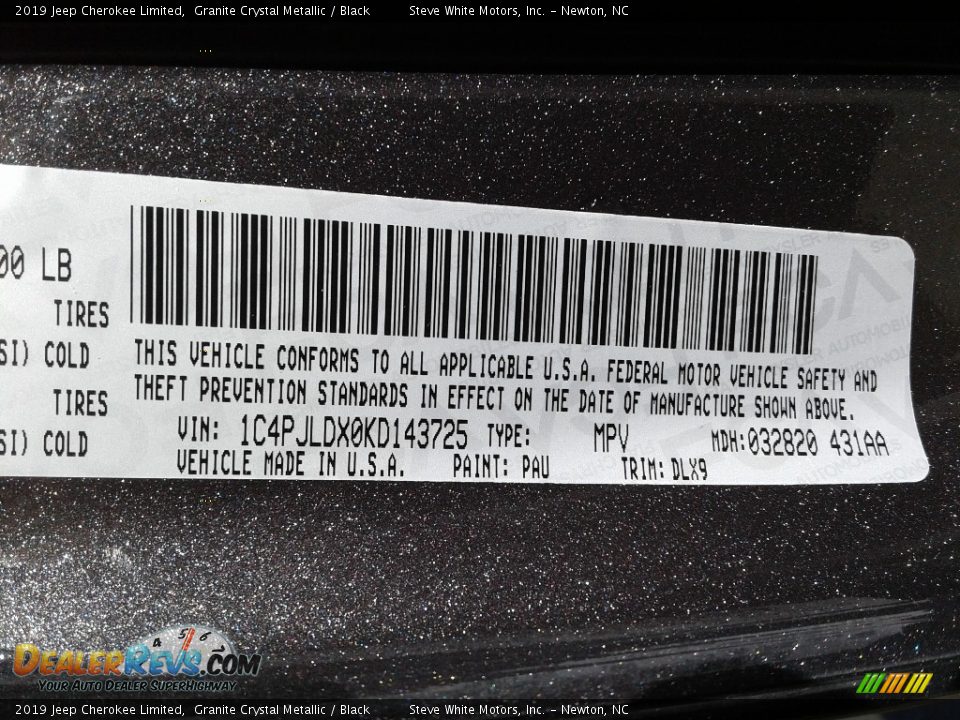 2019 Jeep Cherokee Limited, Granite Crystal Metallic / Black Steve White Motors, Inc. - Newton, NC
00 LB
TIRES
SI) COLD
TIRES
SI) COLD
THIS VEHICLE CONFORMS TO ALL APPLICABLE U.S.A. FEDERAL MOTOR VEHICLE SAFETY AND
THEFT PREVENTION STANDARDS IN EFFECT ON THE DATE OF MANUFACTURE SHOWN ABOVE.
VIN: 1C4PJLDX0KD143725 TYPE: MPV MDH:032820 431AA
VEHICLE MADE IN U.S.A. PAINT: PAU TRIM: DLX9
4 5 6
DEALERREVS.COM
YOUR AUTO DEALER SUPERHIGHWAY
2019 Jeep Cherokee Limited, Granite Crystal Metallic / Black Steve White Motors, Inc. - Newton, NC